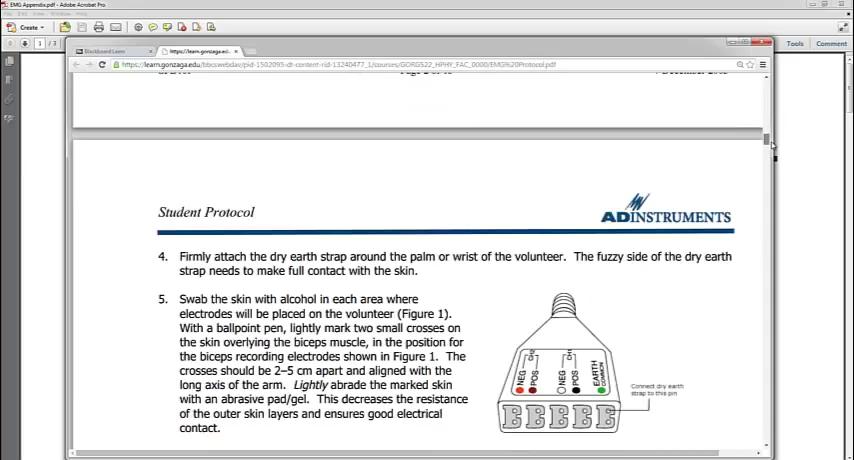 EMG Appendix.pdf - Adobe Acrobat Pro
File Edit View Window Help
Create
1 / 3
Tools
Comment
Blackboard Learn
https://learn.gonzaga.e
https://learn.gonzaga.edu/bbcswebdav/pid-1502095-dt-content-rid-13240477_1/courses/GORG522_HPHY_FAC_0000/EMG%20Protocol.pdf
Student Protocol
ADINSTRUMENTS
4. Firmly attach the dry earth strap around the palm or wrist of the volunteer. The fuzzy side of the dry earth
strap needs to make full contact with the skin.
5. Swab the skin with alcohol in each area where
electrodes will be placed on the volunteer (Figure 1).
With a ballpoint pen, lightly mark two small crosses on
the skin overlying the biceps muscle, in the position for
the biceps recording electrodes shown in Figure 1. The
crosses should be 2–5 cm apart and aligned with the
long axis of the arm. Lightly abrade the marked skin
with an abrasive pad/gel. This decreases the resistance
of the outer skin layers and ensures good electrical
contact.
CH2
CH1
NEG
POS
NEG
POS
EARTH
COMMON
Connect dry earth
strap to this pin